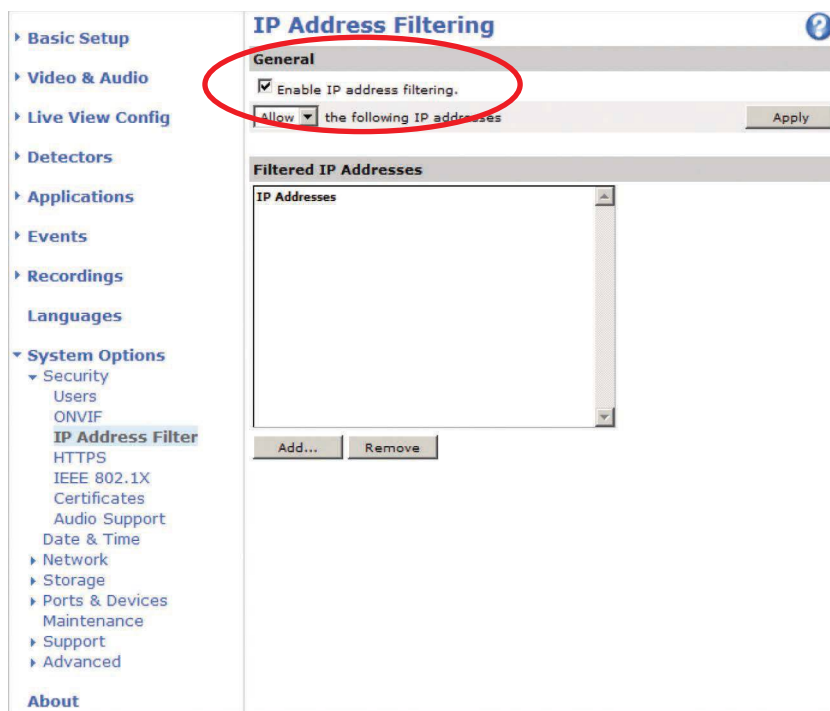 Basic Setup
Video & Audio
Live View Config
Detectors
Applications
Events
Recordings
Languages
System Options
Security
Users
ONVIF
IP Address Filter
HTTPS
IEEE 802.1X
Certificates
Audio Support
Date & Time
Network
Storage
Ports & Devices
Maintenance
Support
Advanced
About
IP Address Filtering
?
General
Enable IP address filtering.
Allow the following IP addresses
Apply
Filtered IP Addresses
IP Addresses
Add...
Remove